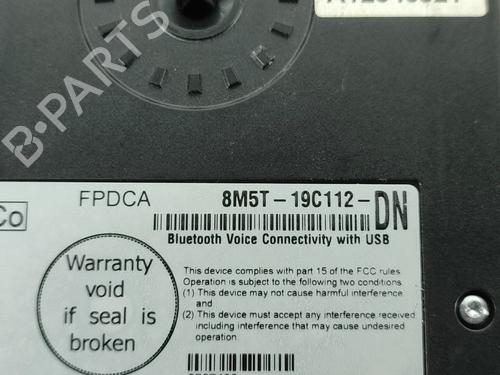 B-PARTS
Co
FPDCA
8M5T-19C112-DN
Bluetooth Voice Connectivity with USB
Warranty
void
if seal is
broken
This device complies with part 15 of the FCC rules
Operation is subject to the following two conditions.
(1) This device may not cause harmful interference
and
(2) This device must accept any interference received,
including interference that may cause undesired
operation.